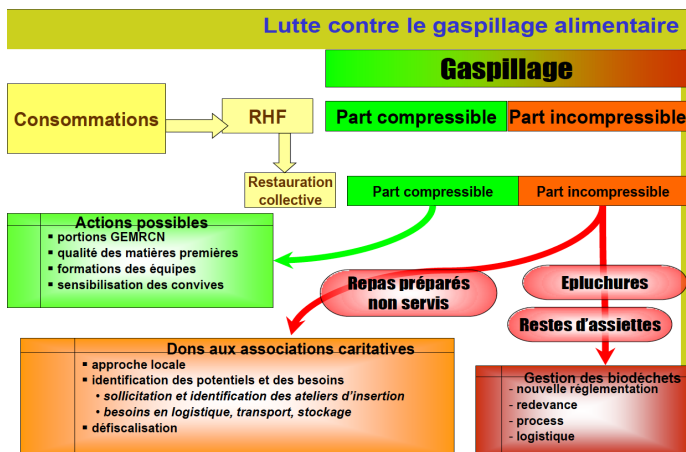 Lutte contre le gaspillage alimentaire
Gaspillage
Consommations
RHF
Part compressible
Part incompressible
Restauration
collective
Part compressible
Part incompressible
Actions possibles
▪ portions GEMRCN
▪ qualité des matières premières
▪ formations des équipes
▪ sensibilisation des convives
Repas préparés
non servis
Epluchures
Restes d'assiettes
Dons aux associations caritatives
▪ approche locale
▪ identification des potentiels et des besoins
• sollicitation et identification des ateliers d'insertion
• besoins en logistique, transport, stockage
▪ défiscalisation
Gestion des biodéchets
- nouvelle réglementation
- redevance
- process
- logistique